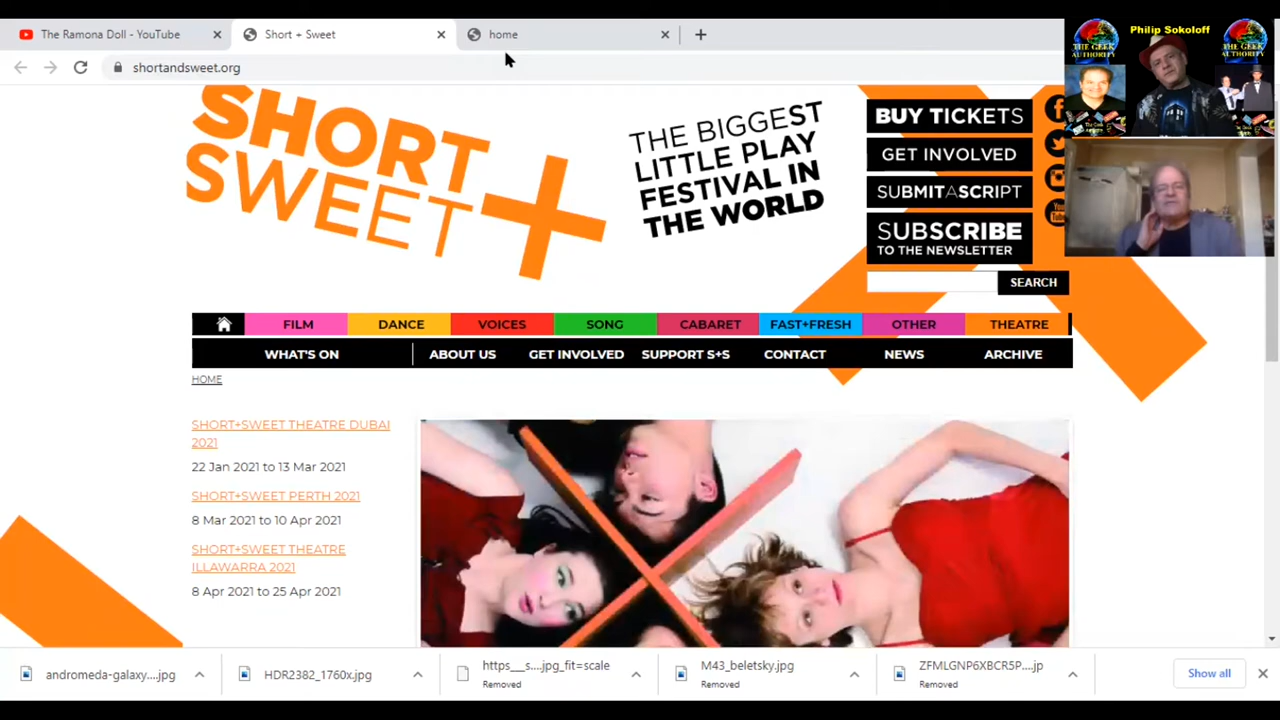 The Ramona Doll - YouTube
Short + Sweet
home
shortandsweet.org
SHORT
SWEET+
THE BIGGEST
LITTLE PLAY
FESTIVAL IN
THE WORLD
BUY TICKETS
GET INVOLVED
SUBMITASCRIPT
SUBSCRIBE
TO THE NEWSLETTER
SEARCH
Philip Sokoloff
THE GEEK
AUTHORITY
THE GEEK
AUTHORITY
FILM DANCE VOICES SONG CABARET FAST+FRESH OTHER THEATRE
WHAT'S ON ABOUT US GET INVOLVED SUPPORT S+S CONTACT NEWS ARCHIVE
HOME
SHORT+SWEET THEATRE DUBAI
2021
22 Jan 2021 to 13 Mar 2021
SHORT+SWEET PERTH 2021
8 Mar 2021 to 10 Apr 2021
SHORT+SWEET THEATRE
ILLAWARRA 2021
8 Apr 2021 to 25 Apr 2021
andromeda-galaxy....jpg
HDR2382_1760x.jpg
https__s....jpg_fit=scale
Removed
M43_beletsky.jpg
Removed
ZFMLGNP6XBCR5P....jp
Removed
Show all